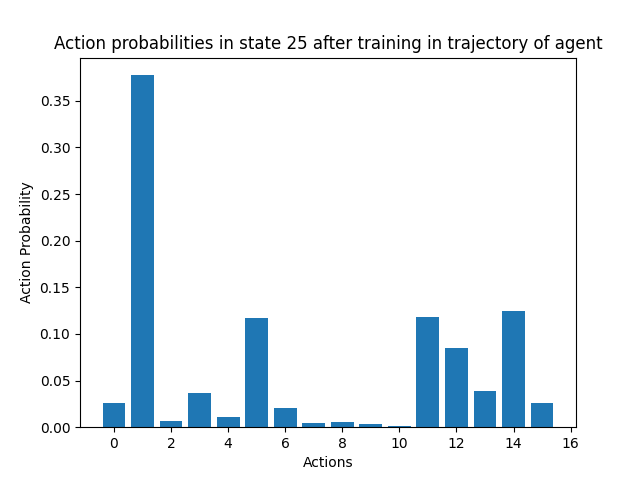 Action probabilities in state 25 after training in trajectory of agent
0.35
0.30
0.25
0.20
0.15
0.10
0.05
0.00
Action Probability
0 2 4 6 8 10 12 14 16
Actions